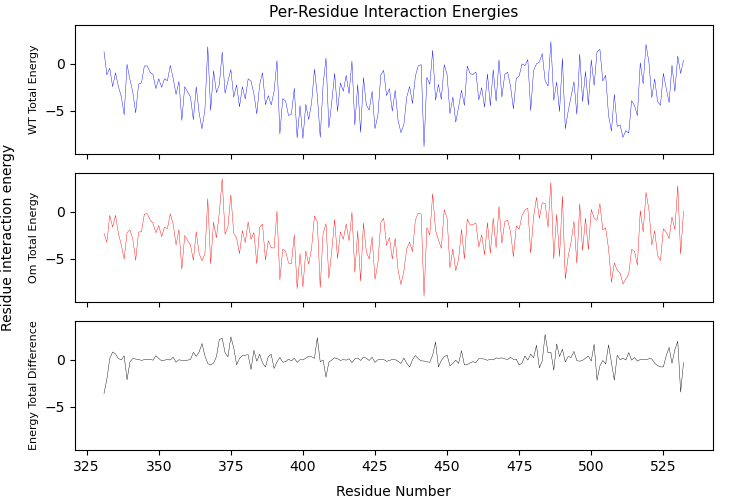 Per-Residue Interaction Energies
Residue interaction energy
WT Total Energy
0
−5
Om Total Energy
0
−5
Energy Total Difference
0
−5
325 350 375 400 425 450 475 500 525
Residue Number